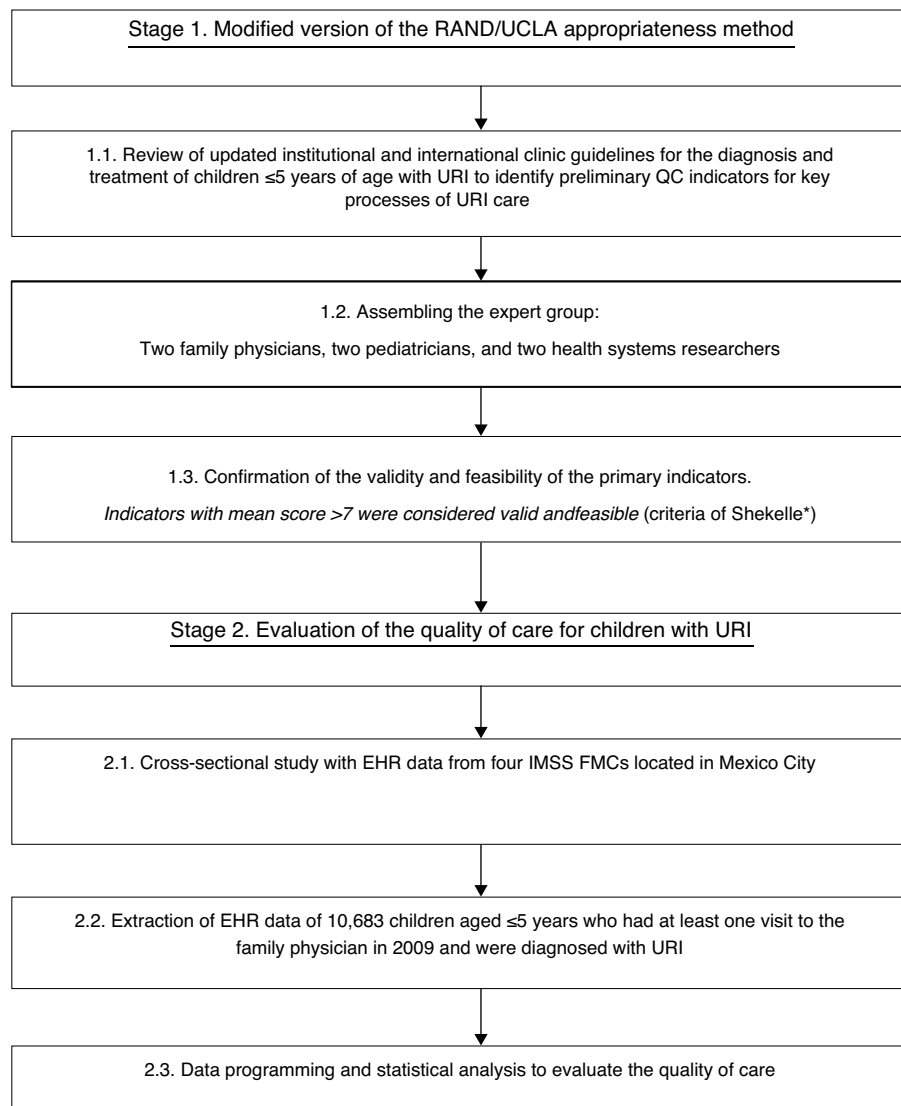 Stage 1. Modified version of the RAND/UCLA appropriateness method
1.1. Review of updated institutional and international clinic guidelines for the diagnosis and
treatment of children ≤5 years of age with URI to identify preliminary QC indicators for key
processes of URI care
1.2. Assembling the expert group:
Two family physicians, two pediatricians, and two health systems researchers
1.3. Confirmation of the validity and feasibility of the primary indicators.
Indicators with mean score >7 were considered valid andfeasible (criteria of Shekelle*)
Stage 2. Evaluation of the quality of care for children with URI
2.1. Cross-sectional study with EHR data from four IMSS FMCs located in Mexico City
2.2. Extraction of EHR data of 10,683 children aged ≤5 years who had at least one visit to the
family physician in 2009 and were diagnosed with URI
2.3. Data programming and statistical analysis to evaluate the quality of care